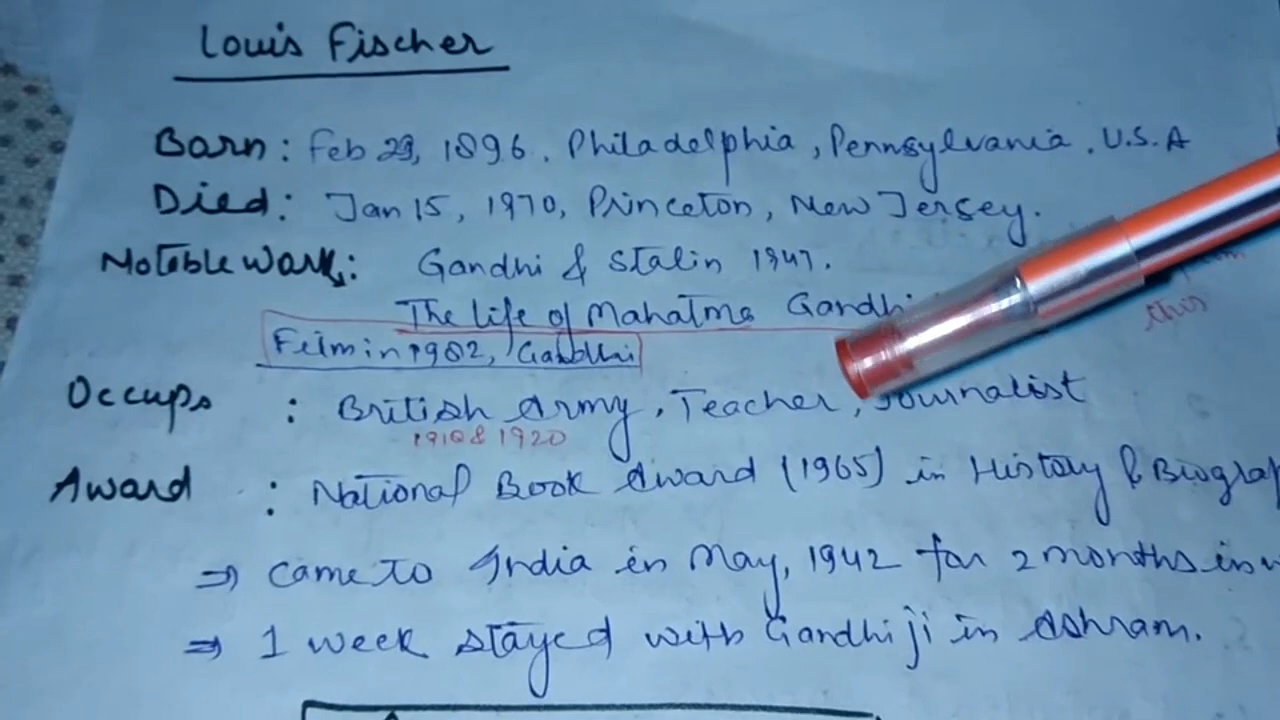 Louis Fischer
Born: Feb 29, 1896. Philadelphia, Pennsylvania. U.S.A
Died: Jan 15, 1970, Princeton, New Jersey.
Notable Work: Gandhi & Stalin 1947.
The Life of Mahatma Gandhi
this
Film in 1982, Gandhi
Occups : British Army, Teacher, Journalist
1918 & 1920
Award : National Book Award (1965) in History & Biograp
⇒ came to India in May, 1942 for 2 months in
⇒ 1 week stayed with Gandhiji in Ashram.